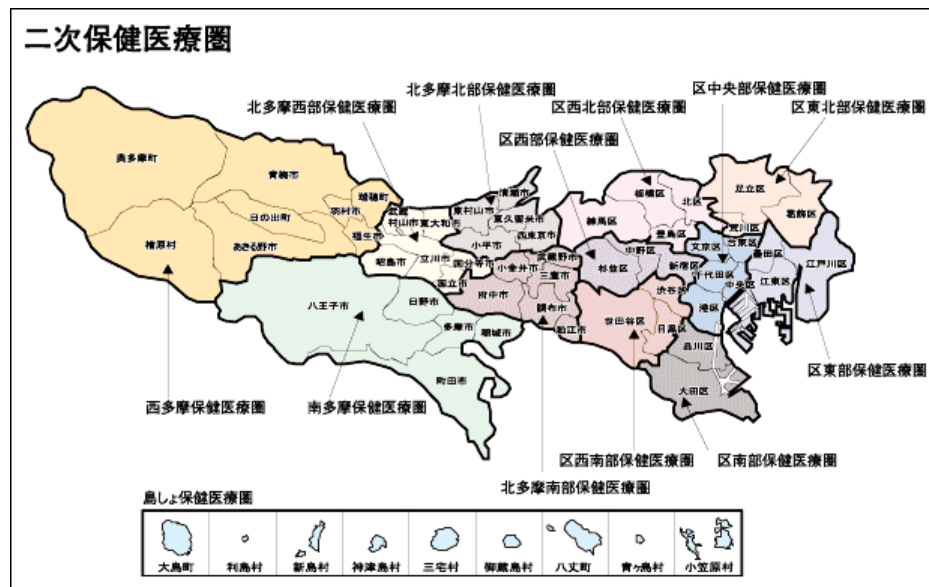 二次保健医療圏
北多摩北部保健医療圏
区中央部保健医療圏
北多摩西部保健医療圏
区西北部保健医療圏
区東北部保健医療圏
区西部保健医療圏
奥多摩町
青梅市
瑞穂町
羽村市
日の出町
福生市
あきる野市
檜原村
武蔵
村山市
東大和市
昭島市
立川市
国分寺市
国立市
清瀬市
東村山市
東久留米市
西東京市
小平市
武蔵野市
小金井市
三鷹市
府中市
調布市
狛江市
八王子市
日野市
多摩市
稲城市
町田市
板橋区
北区
練馬区
豊島区
中野区
杉並区
新宿区
足立区
葛飾区
荒川区
文京区
台東区
千代田区
中央区
港区
墨田区
江東区
江戸川区
渋谷区
世田谷区
目黒区
品川区
大田区
区東部保健医療圏
西多摩保健医療圏
南多摩保健医療圏
区西南部保健医療圏
区南部保健医療圏
北多摩南部保健医療圏
島しょ保健医療圏
大島町
利島村
新島村
神津島村
三宅村
御蔵島村
八丈町
青ヶ島村
小笠原村